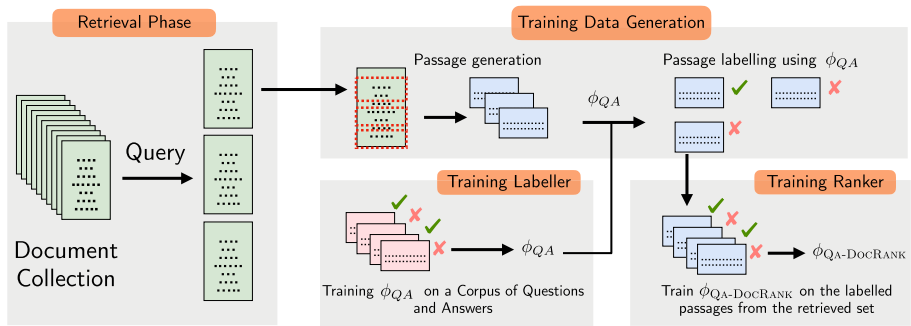 Retrieval Phase
Query
Document
Collection
Training Data Generation
Passage generation
ϕ_QA
Passage labelling using ϕ_QA
Training Labeller
ϕ_QA
Training ϕ_QA on a Corpus of Questions
and Answers
Training Ranker
ϕ_QA-DocRank
Train ϕ_QA-DocRank on the labelled
passages from the retrieved set